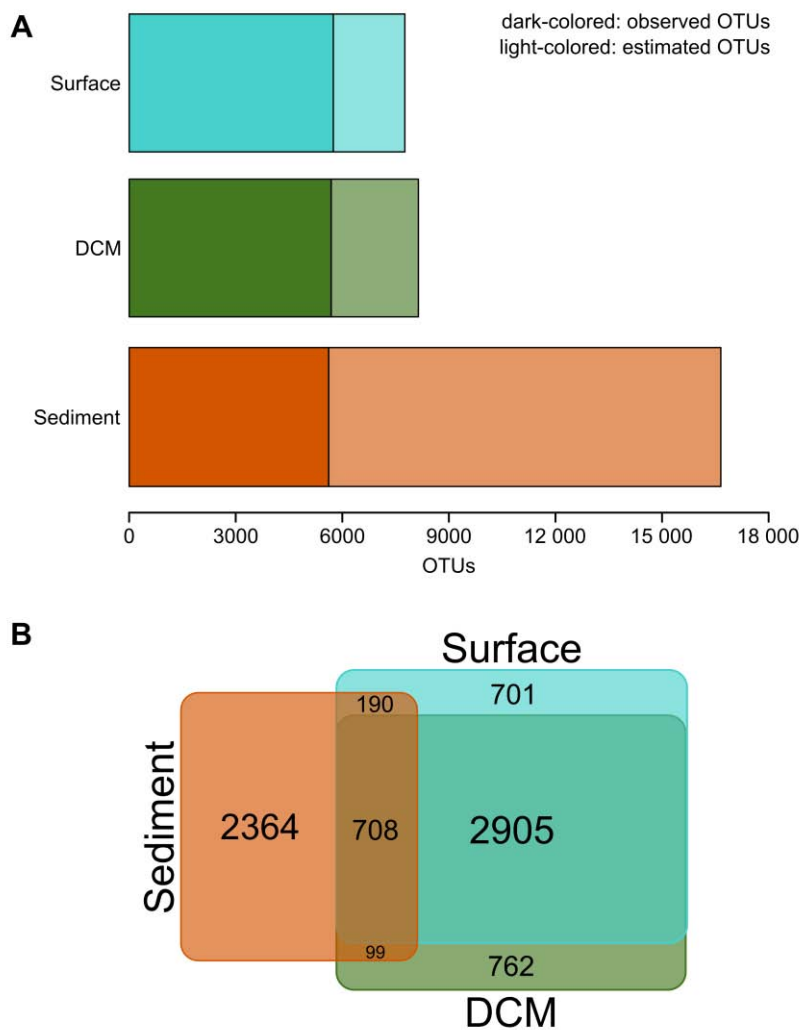 A
dark-colored: observed OTUs
light-colored: estimated OTUs
Surface
DCM
Sediment
0 3000 6000 9000 12 000 15 000 18 000
OTUs
B
Surface
701
190
Sediment
2364 708 2905
99
762
DCM